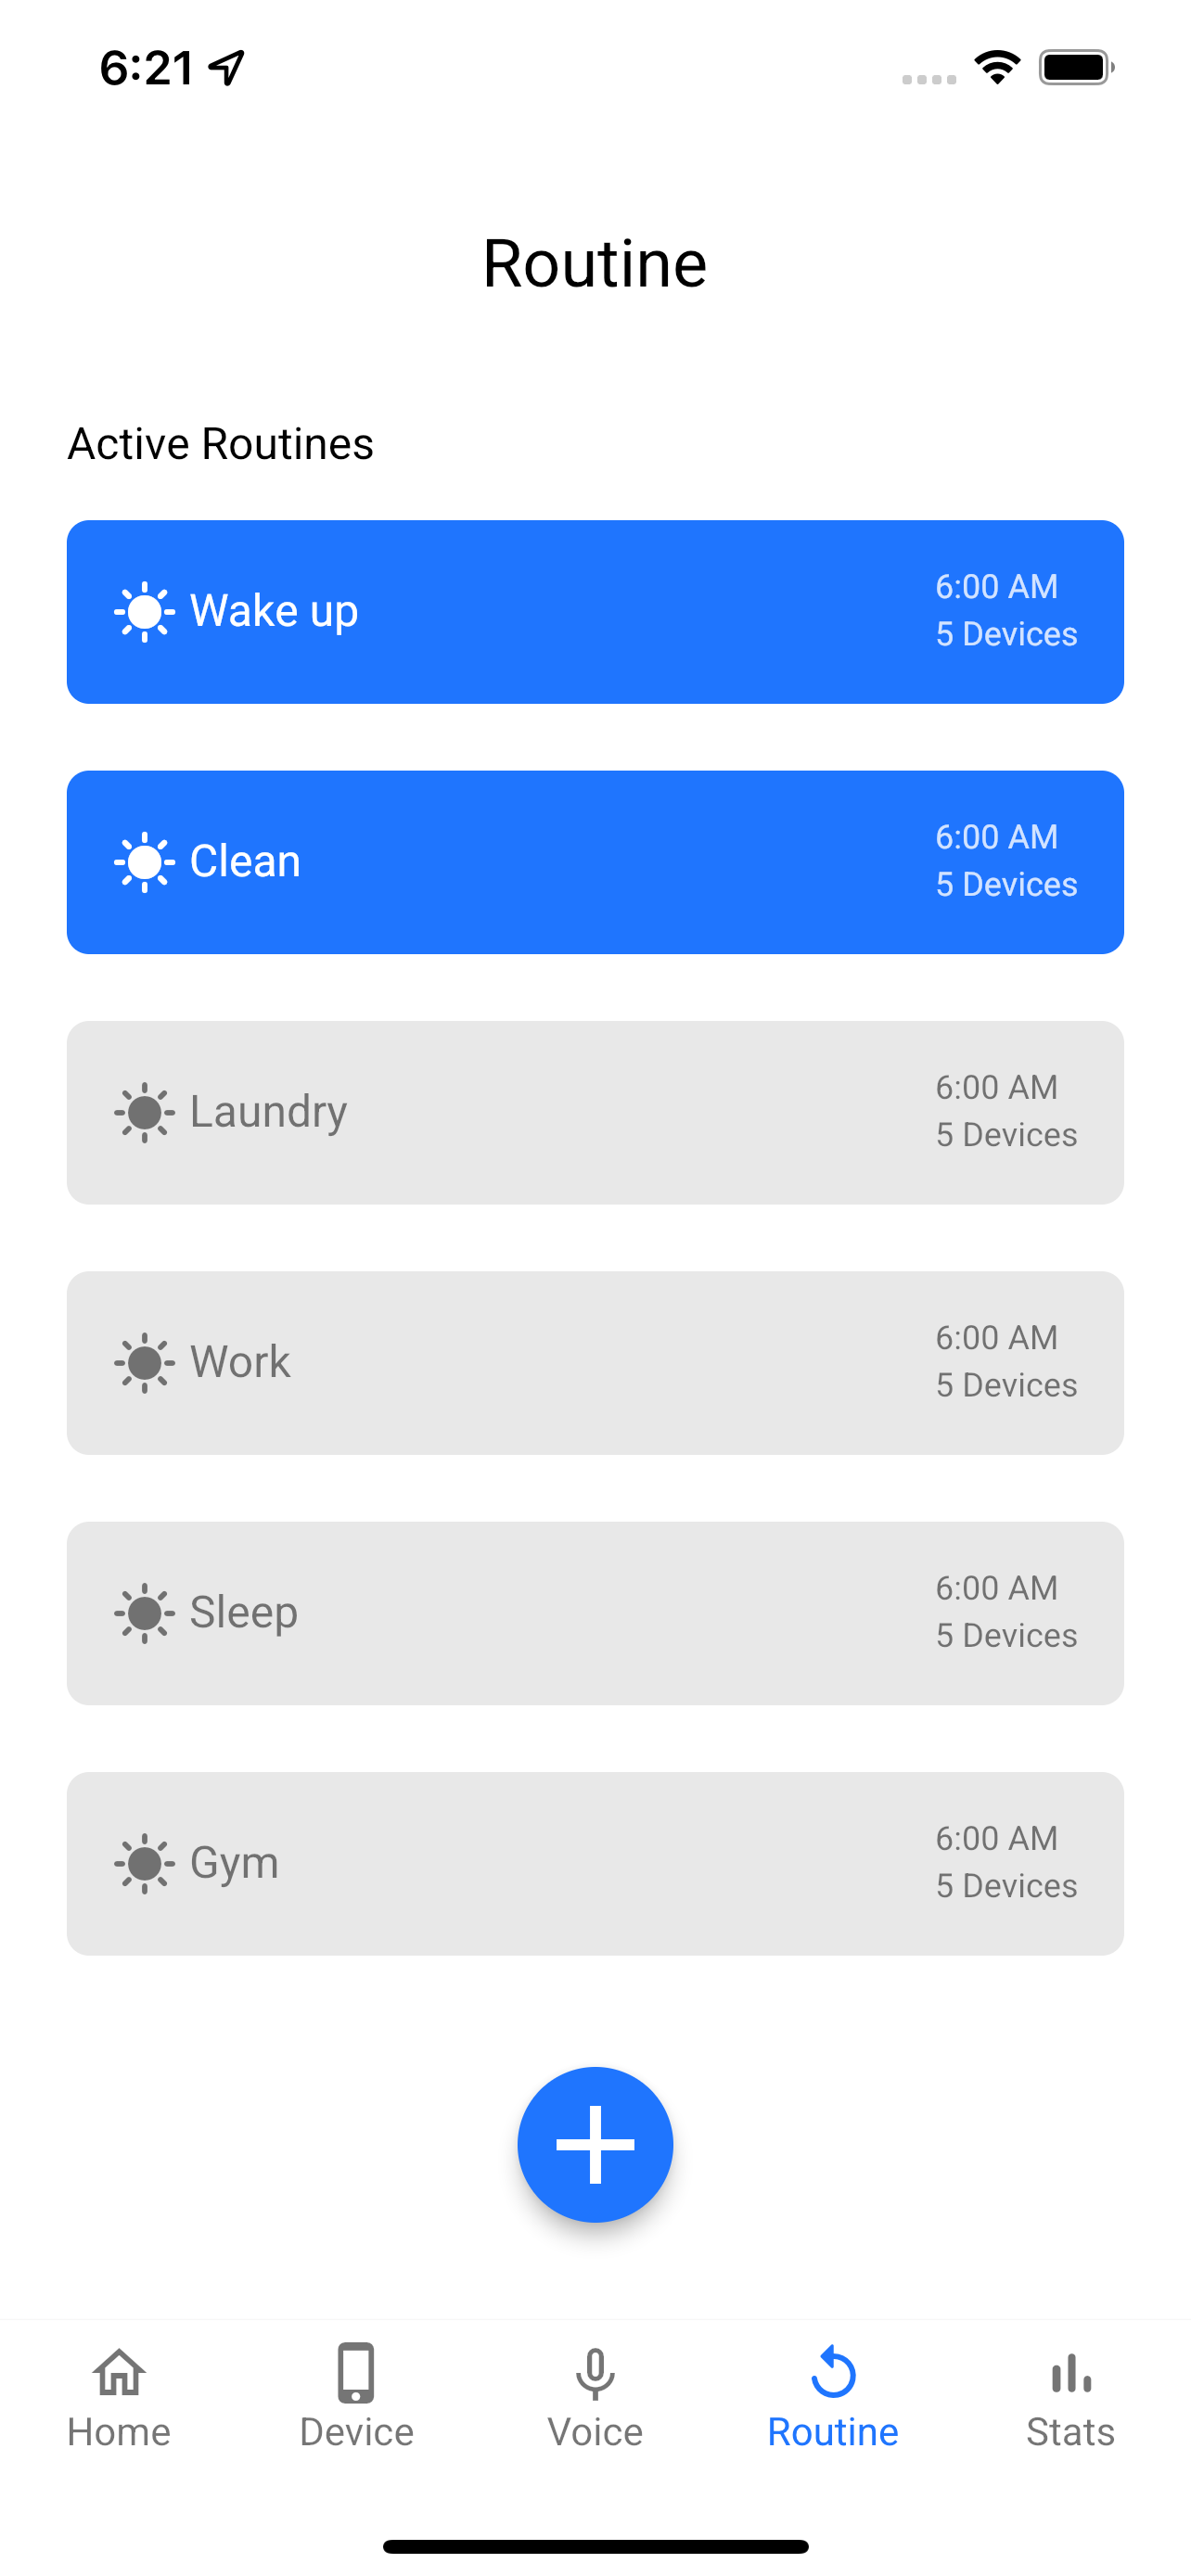 6:21
Routine
Active Routines
Wake up
6:00 AM
5 Devices
Clean
6:00 AM
5 Devices
Laundry
6:00 AM
5 Devices
Work
6:00 AM
5 Devices
Sleep
6:00 AM
5 Devices
Gym
6:00 AM
5 Devices
Home
Device
Voice
Routine
Stats